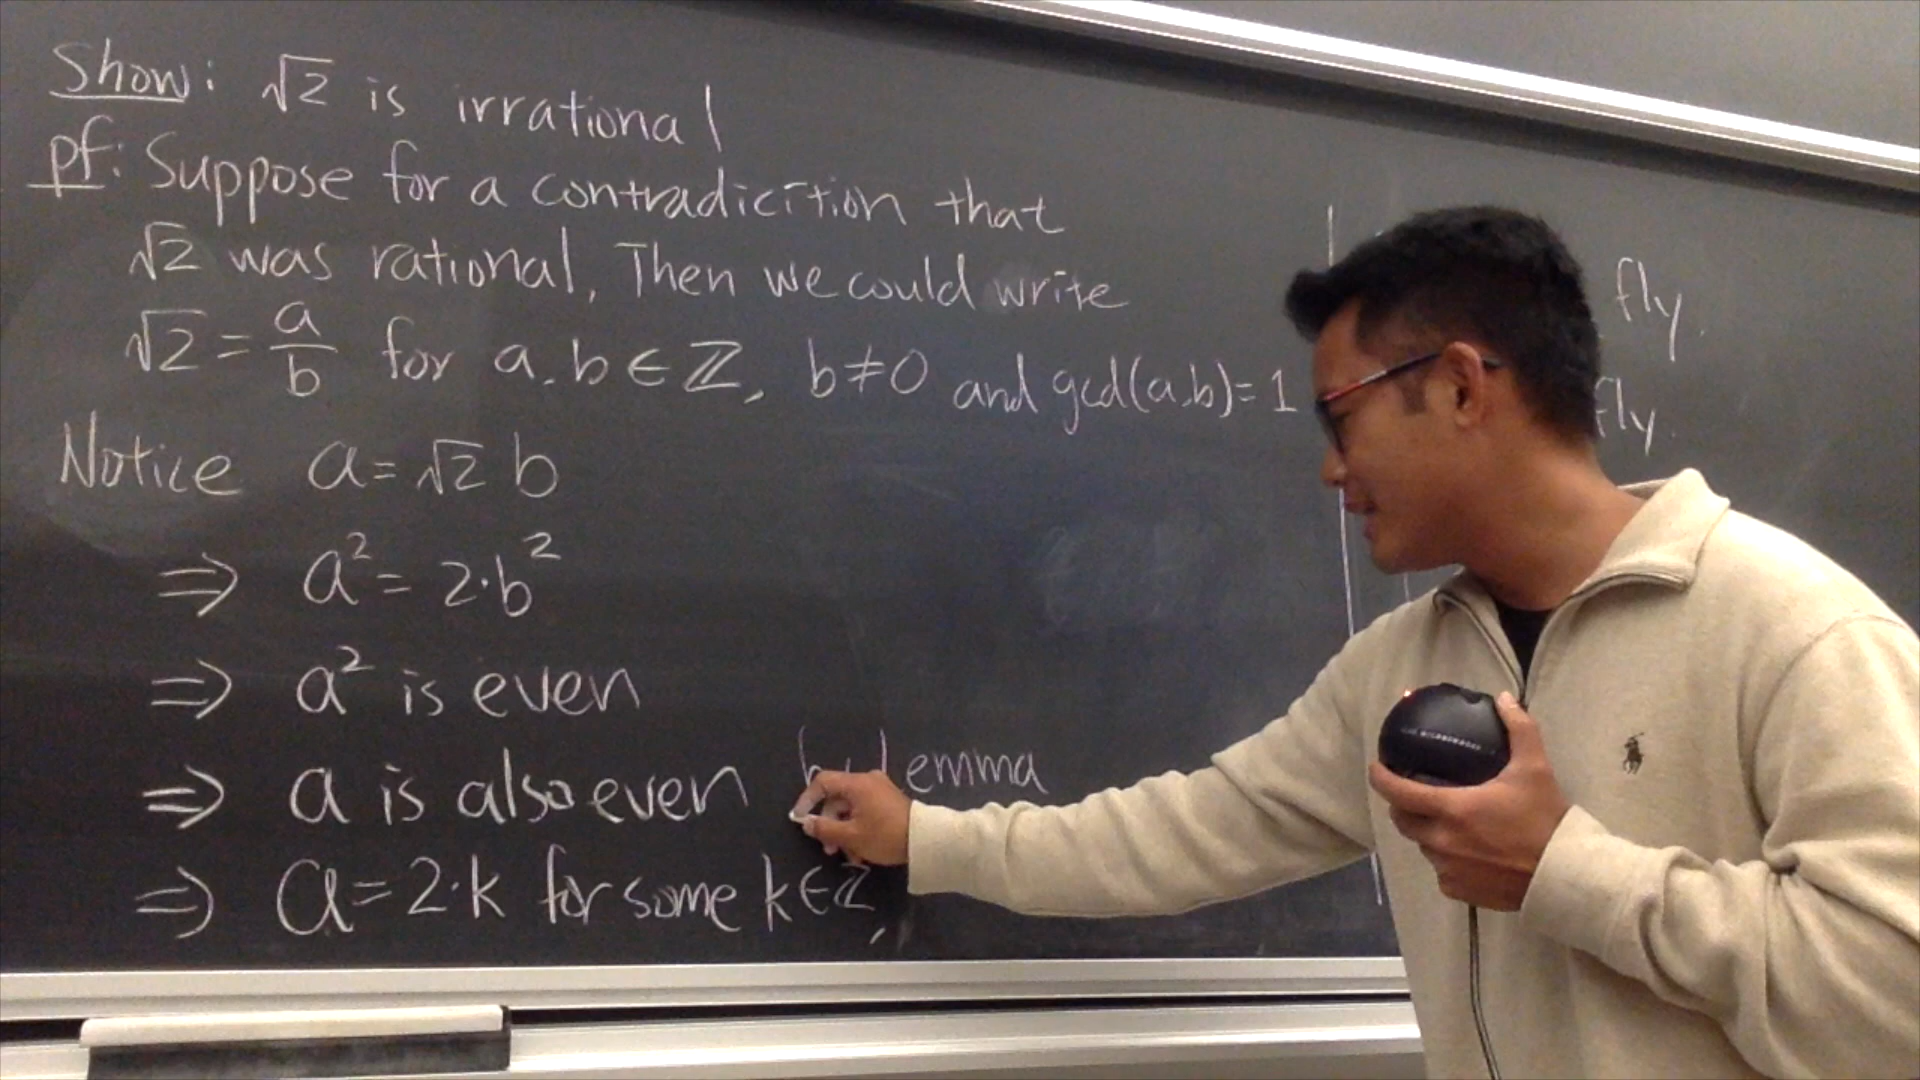 Show: √2 is irrational
pf: Suppose for a contradicition that
√2 was rational, Then we could write
√2 = a/b for a, b ∈ ℤ, b ≠ 0 and gcd(a,b) = 1
fly.
fly.
Notice a = √2 b
⇒ a² = 2·b²
⇒ a² is even
⇒ a is also even by Lemma
⇒ a = 2·k for some k ∈ ℤ,